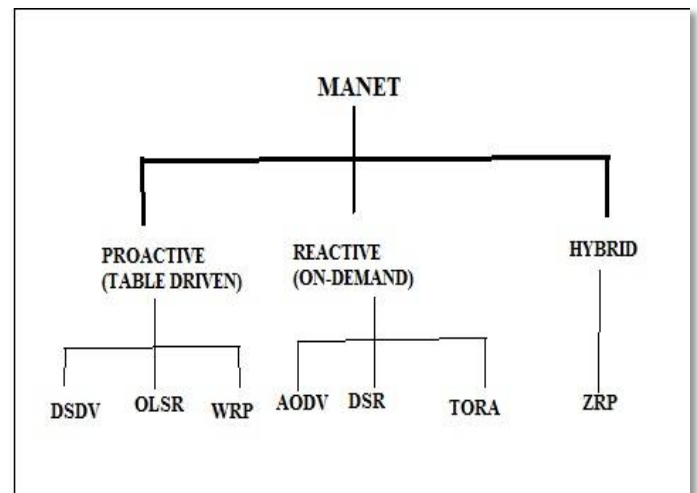 MANET
PROACTIVE
(TABLE DRIVEN)
REACTIVE
(ON-DEMAND)
HYBRID
DSDV
OLSR
WRP
AODV
DSR
TORA
ZRP